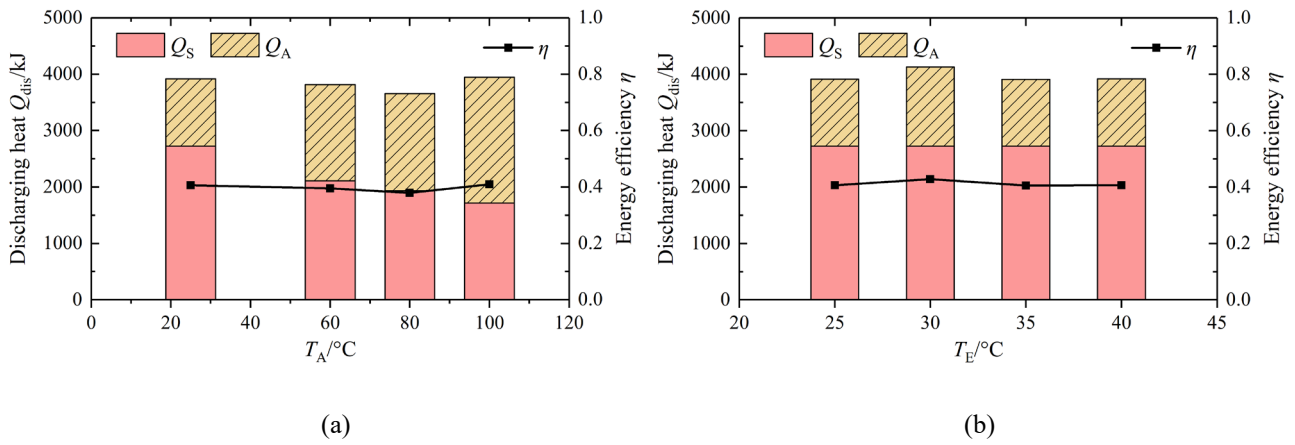 5000
4000
3000
2000
1000
0
Discharging heat Qdis/kJ
QS
QA
η
1.0
0.8
0.6
0.4
0.2
0.0
Energy efficiency η
0 20 40 60 80 100 120
TA/°C
(a)
5000
4000
3000
2000
1000
0
Discharging heat Qdis/kJ
QS
QA
η
1.0
0.8
0.6
0.4
0.2
0.0
Energy efficiency η
20 25 30 35 40 45
TE/°C
(b)